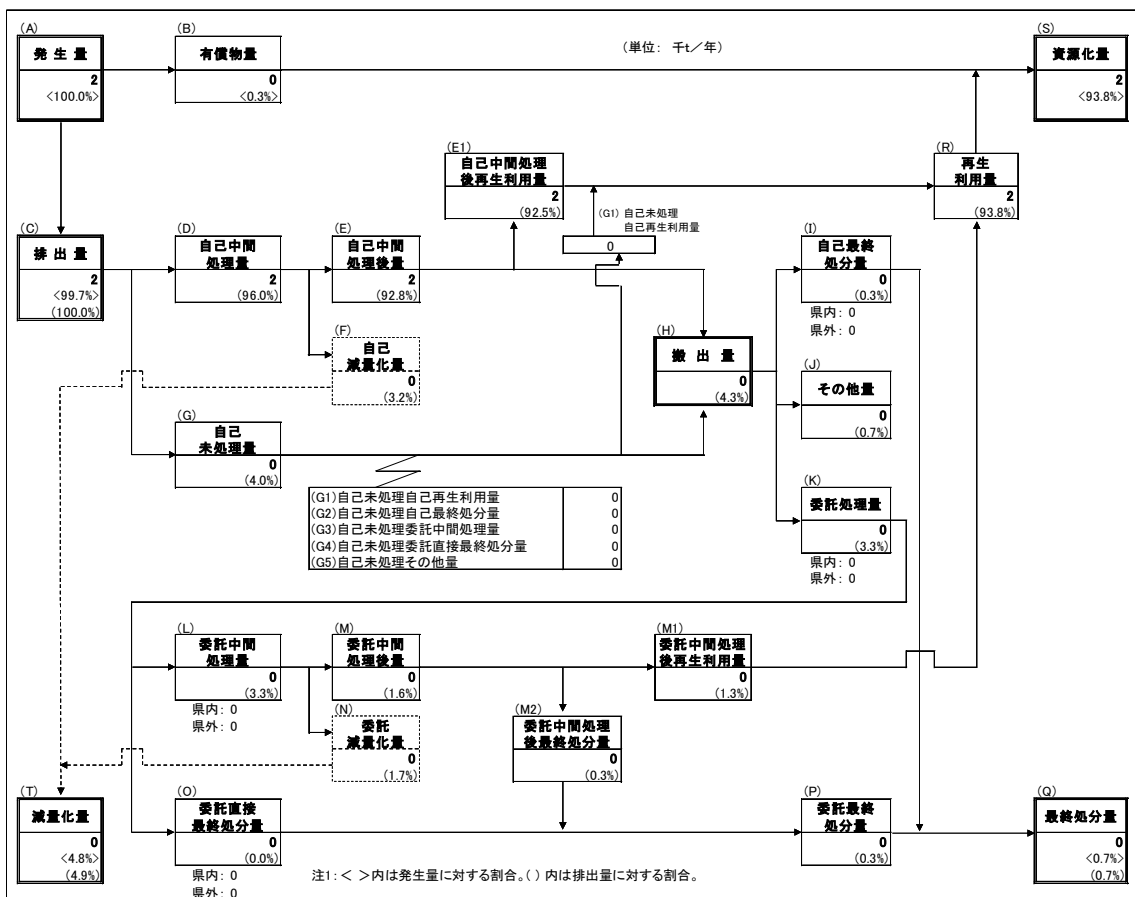 (A)
発 生 量
2
<100.0%>
(B)
有償物量
0
<0.3%>
(単位： 千t／年)
(S)
資源化量
2
<93.8%>
(E1)
自己中間処理
後再生利用量
2
(92.5%)
(G1) 自己未処理
自己再生利用量
0
(R)
再生
利用量
2
(93.8%)
(C)
排 出 量
2
<99.7%>
(100.0%)
(D)
自己中間
処理量
2
(96.0%)
(E)
自己中間
処理後量
2
(92.8%)
(I)
自己最終
処分量
0
(0.3%)
県内： 0
県外： 0
(F)
自己
減量化量
0
(3.2%)
(H)
搬 出 量
0
(4.3%)
(J)
その他量
0
(0.7%)
(G)
自己
未処理量
0
(4.0%)
(G1)自己未処理自己再生利用量 0
(G2)自己未処理自己最終処分量 0
(G3)自己未処理委託中間処理量 0
(G4)自己未処理委託直接最終処分量 0
(G5)自己未処理その他量 0
(K)
委託処理量
0
(3.3%)
県内： 0
県外： 0
(L)
委託中間
処理量
0
(3.3%)
県内： 0
県外： 0
(M)
委託中間
処理後量
0
(1.6%)
(M1)
委託中間処理
後再生利用量
0
(1.3%)
(N)
委託
減量化量
0
(1.7%)
(M2)
委託中間処理
後最終処分量
0
(0.3%)
(T)
減量化量
0
<4.8%>
(4.9%)
(O)
委託直接
最終処分量
0
(0.0%)
県内： 0
県外： 0
(P)
委託最終
処分量
0
(0.3%)
(Q)
最終処分量
0
<0.7%>
(0.7%)
注1：< >内は発生量に対する割合。( )内は排出量に対する割合。